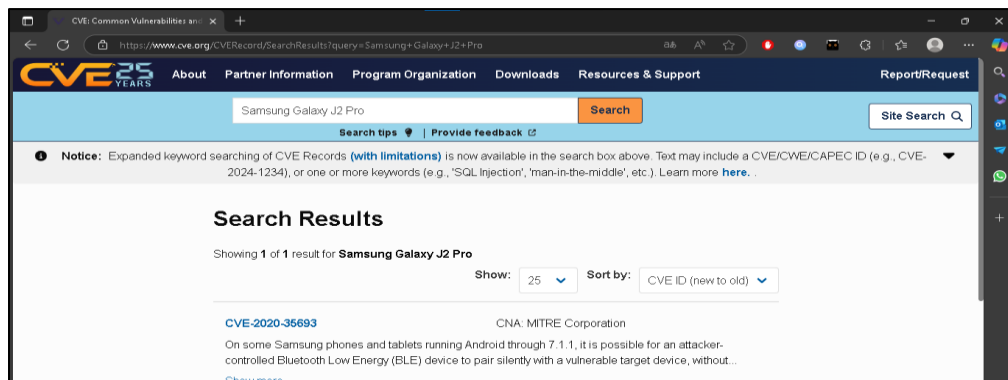 CVE: Common Vulnerabilities and
https://www.cve.org/CVERecord/SearchResults?query=Samsung+Galaxy+J2+Pro
CVE 25 YEARS
About Partner Information Program Organization Downloads Resources & Support Report/Request
Samsung Galaxy J2 Pro Search
Site Search
Search tips | Provide feedback
Notice: Expanded keyword searching of CVE Records (with limitations) is now available in the search box above. Text may include a CVE/CWE/CAPEC ID (e.g., CVE-
2024-1234), or one or more keywords (e.g., 'SQL Injection', 'man-in-the-middle', etc.). Learn more here. .
Search Results
Showing 1 of 1 result for Samsung Galaxy J2 Pro
Show: 25 Sort by: CVE ID (new to old)
CVE-2020-35693 CNA: MITRE Corporation
On some Samsung phones and tablets running Android through 7.1.1, it is possible for an attacker-
controlled Bluetooth Low Energy (BLE) device to pair silently with a vulnerable target device, without...
Show more